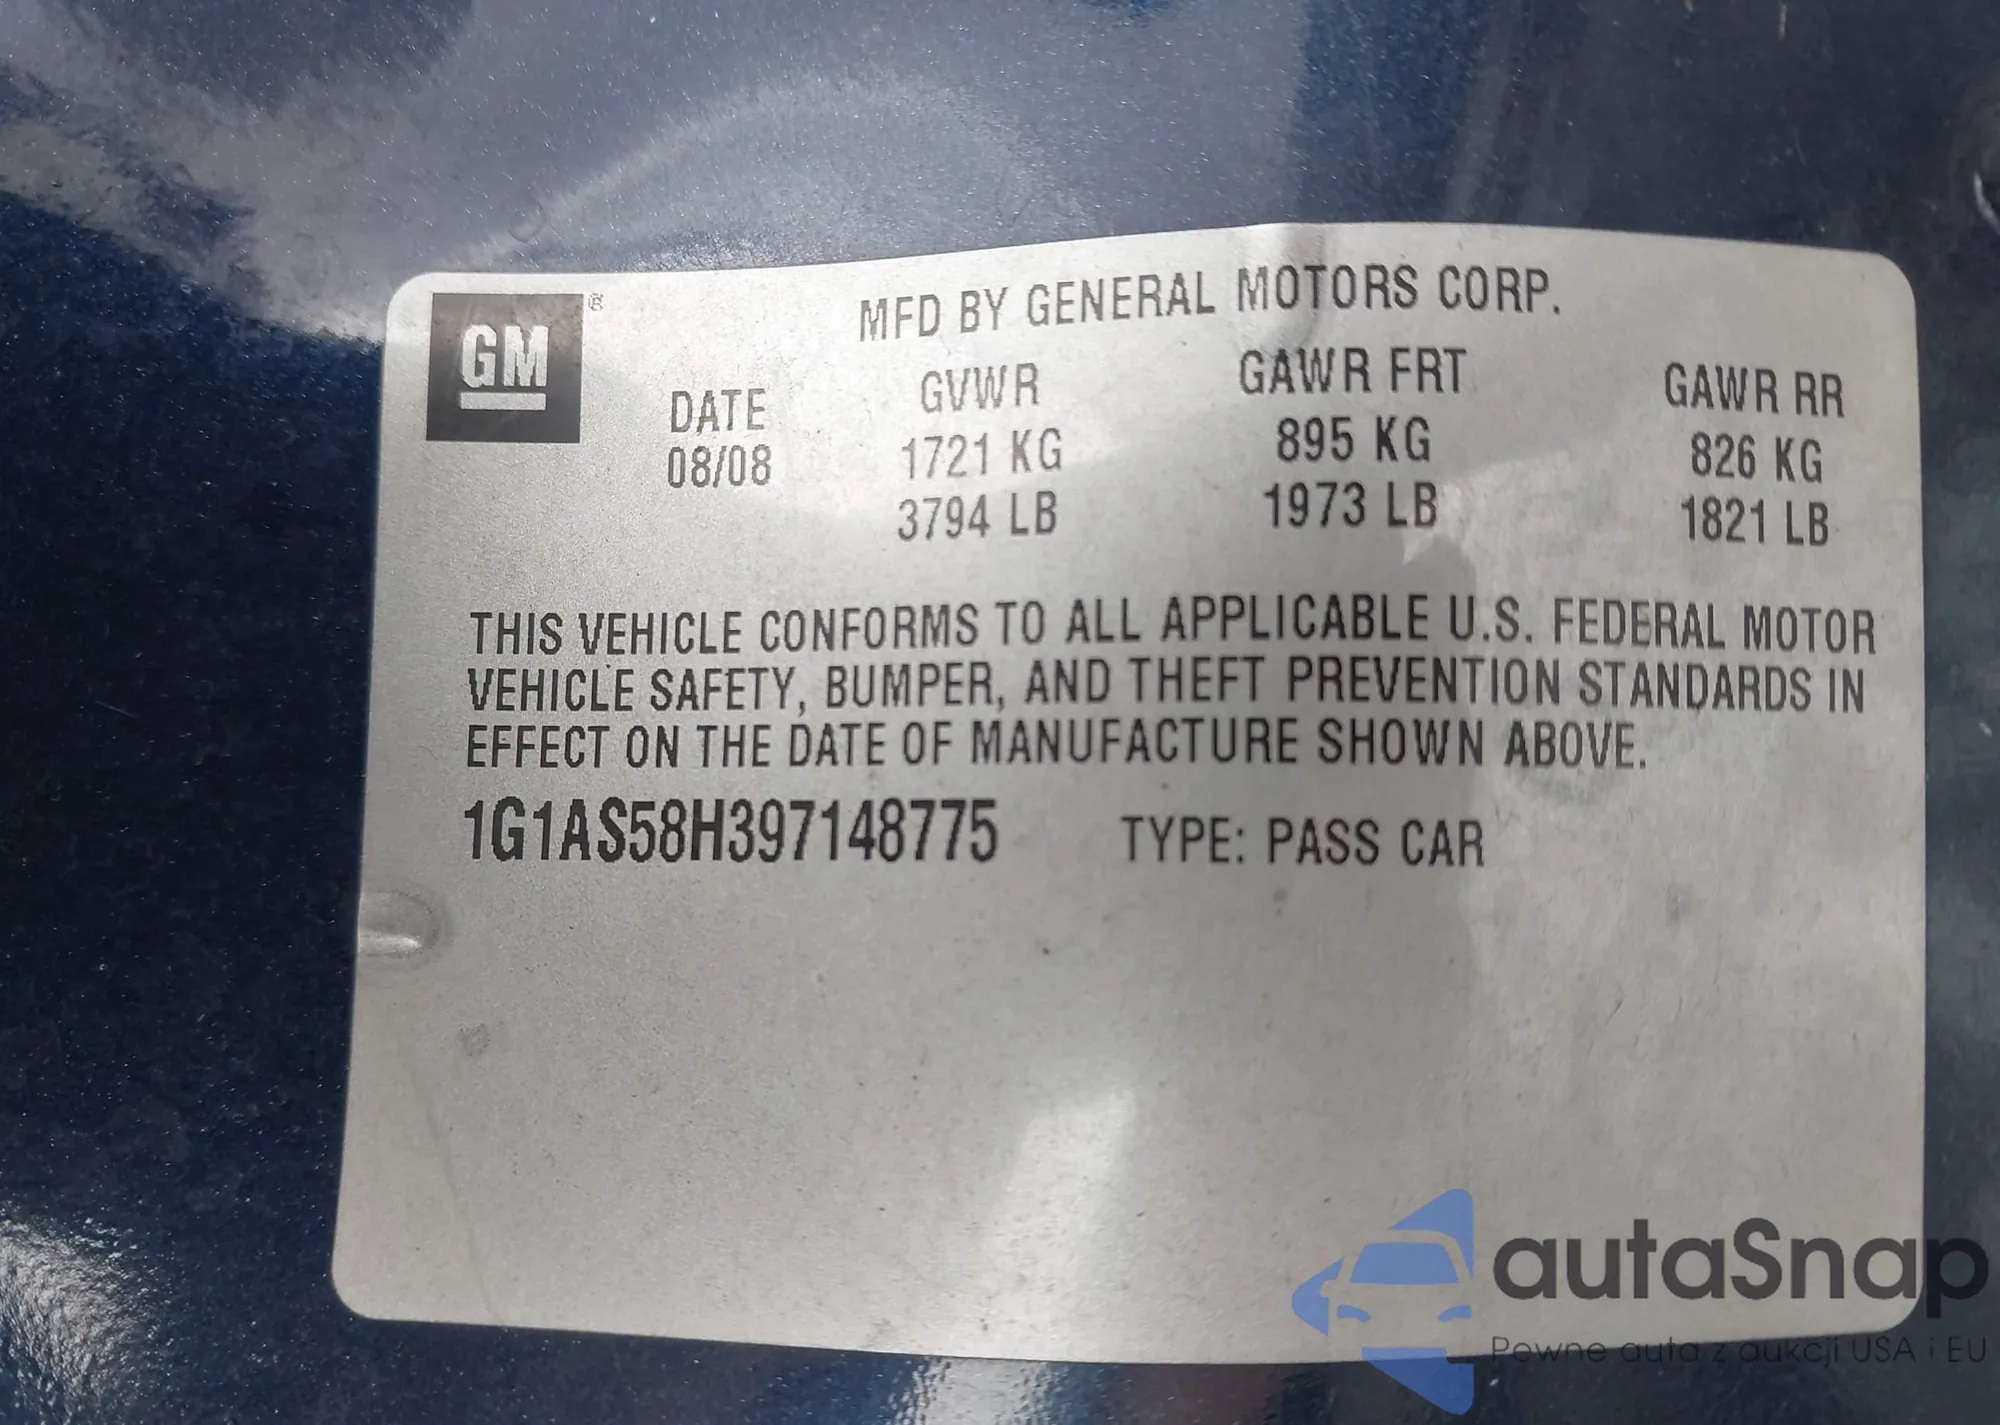 GM ®
MFD BY GENERAL MOTORS CORP.
DATE GVWR GAWR FRT GAWR RR
08/08 1721 KG 895 KG 826 KG
3794 LB 1973 LB 1821 LB
THIS VEHICLE CONFORMS TO ALL APPLICABLE U.S. FEDERAL MOTOR
VEHICLE SAFETY, BUMPER, AND THEFT PREVENTION STANDARDS IN
EFFECT ON THE DATE OF MANUFACTURE SHOWN ABOVE.
1G1AS58H397148775 TYPE: PASS CAR
autaSnap
Pewne auta z aukcji USA i EU